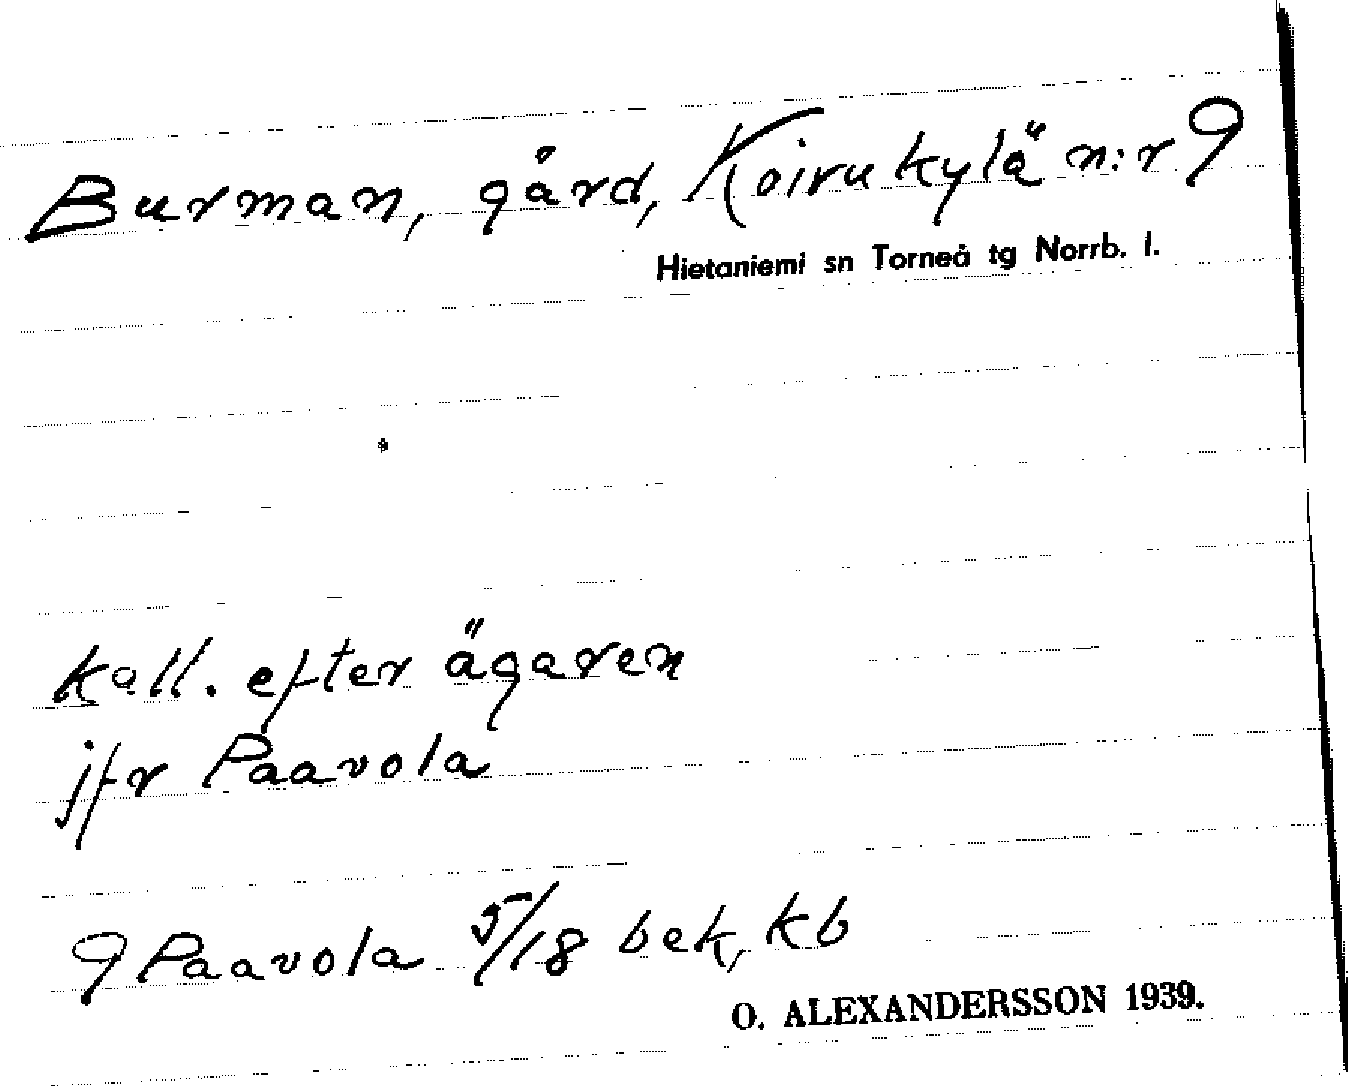 Burman, gård, Koirukylä n:r 9
Hietaniemi sn Torneå tg Norrb. l.
Kall. efter ägaren
jfr Paavola
9 Paavola 5/18 bek, kb
O. ALEXANDERSSON 1939.